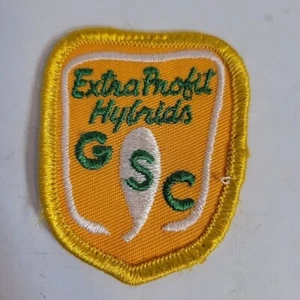 Extra Profit
Hybrids
G S C